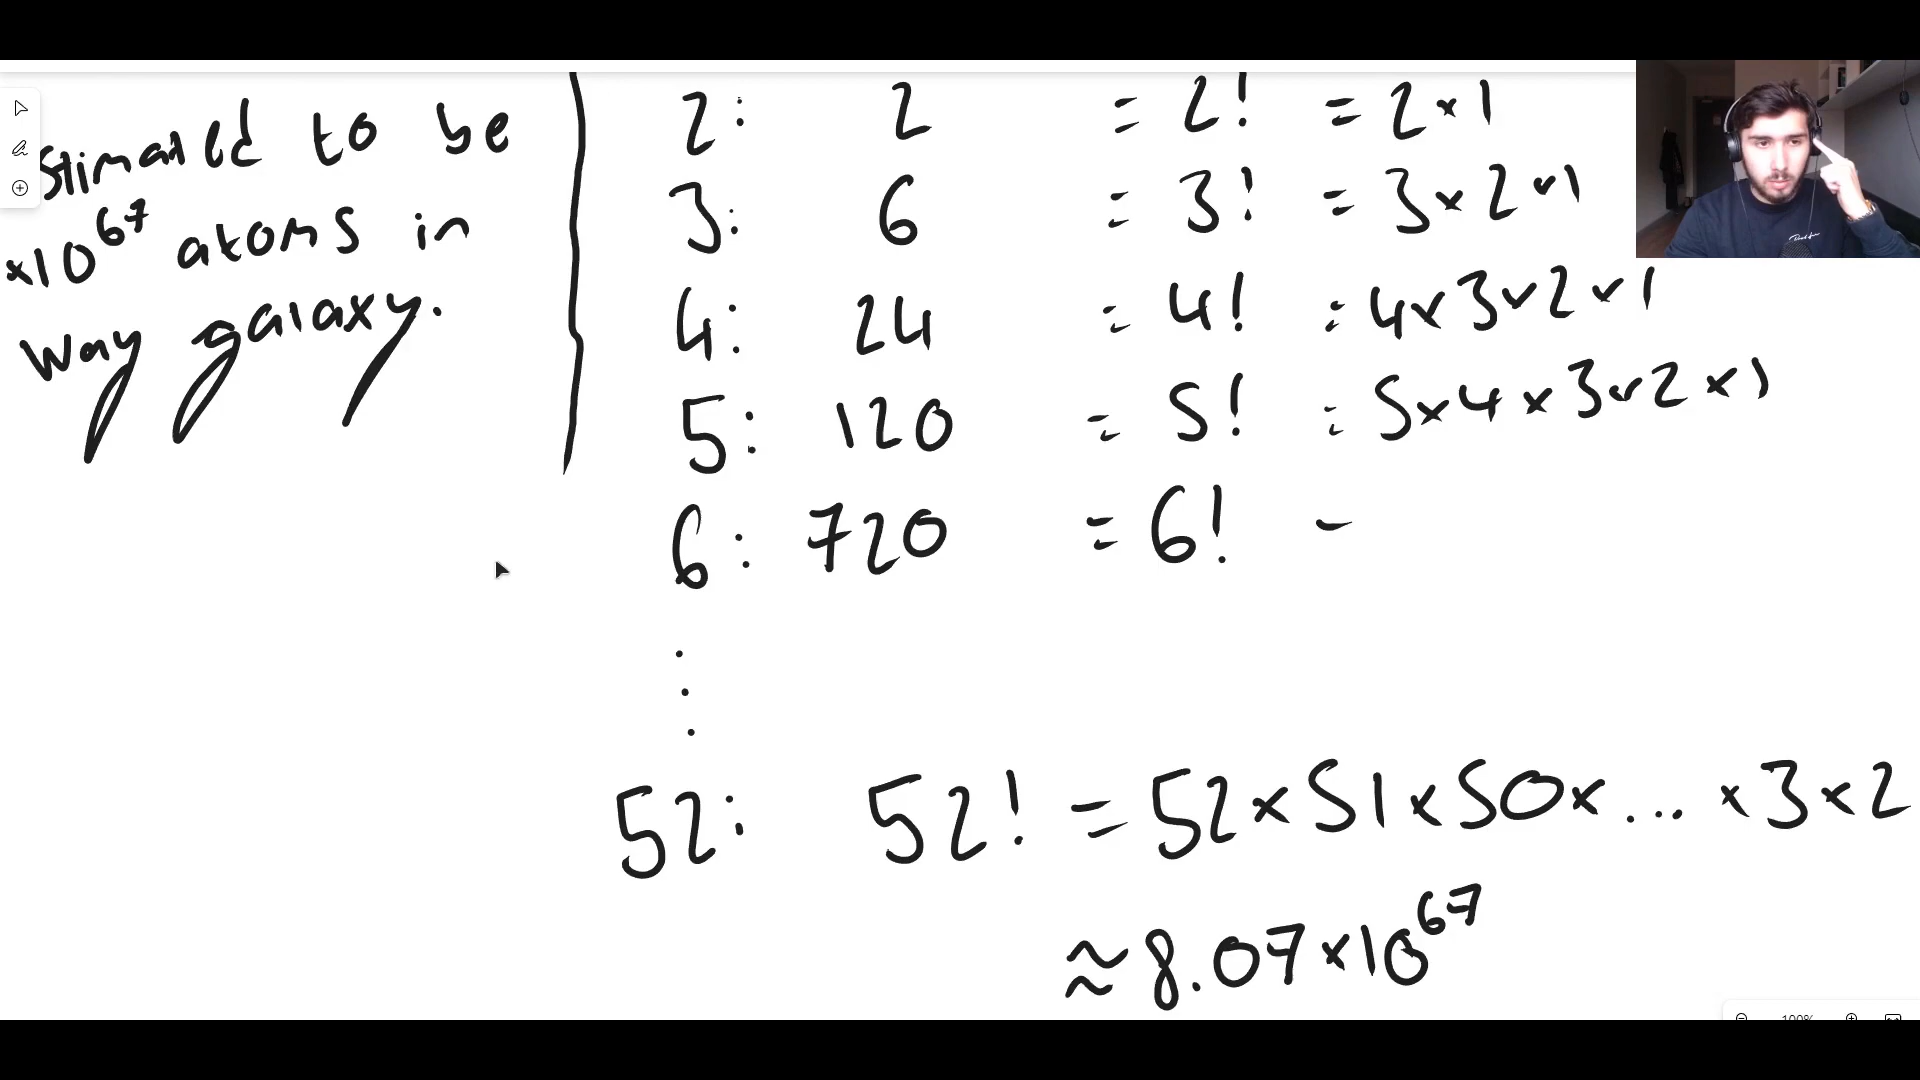 stimated to be
×10^67 atoms in
way galaxy.
2: 2 = 2! = 2×1
3: 6 = 3! = 3×2×1
4: 24 = 4! = 4×3×2×1
5: 120 = 5! = 5×4×3×2×1
6: 720 = 6! -
.
.
.
52: 52! = 52×51×50×... ×3×2
≈8.07×10^67
100%